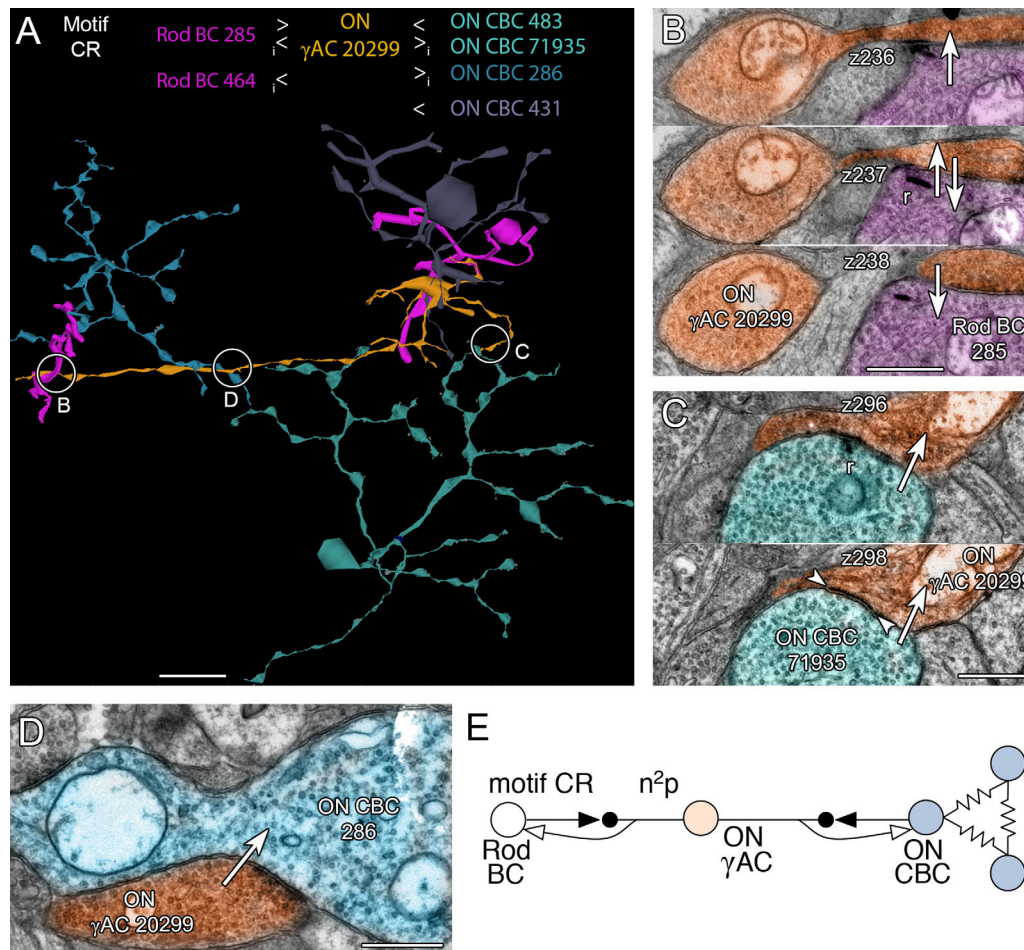 A
Motif
CR
Rod BC 285
>
ON
<
ON CBC 483
i<
γAC 20299
>i
ON CBC 71935
Rod BC 464
i<
>i
ON CBC 286
<
ON CBC 431
B
D
C
B
z236
z237
r
z238
ON
γAC 20299
Rod BC
285
C
z296
r
z298
ON
γAC 20299
ON CBC
71935
D
ON CBC
286
ON
γAC 20299
E
motif CR
n²p
Rod
BC
ON
γAC
ON
CBC